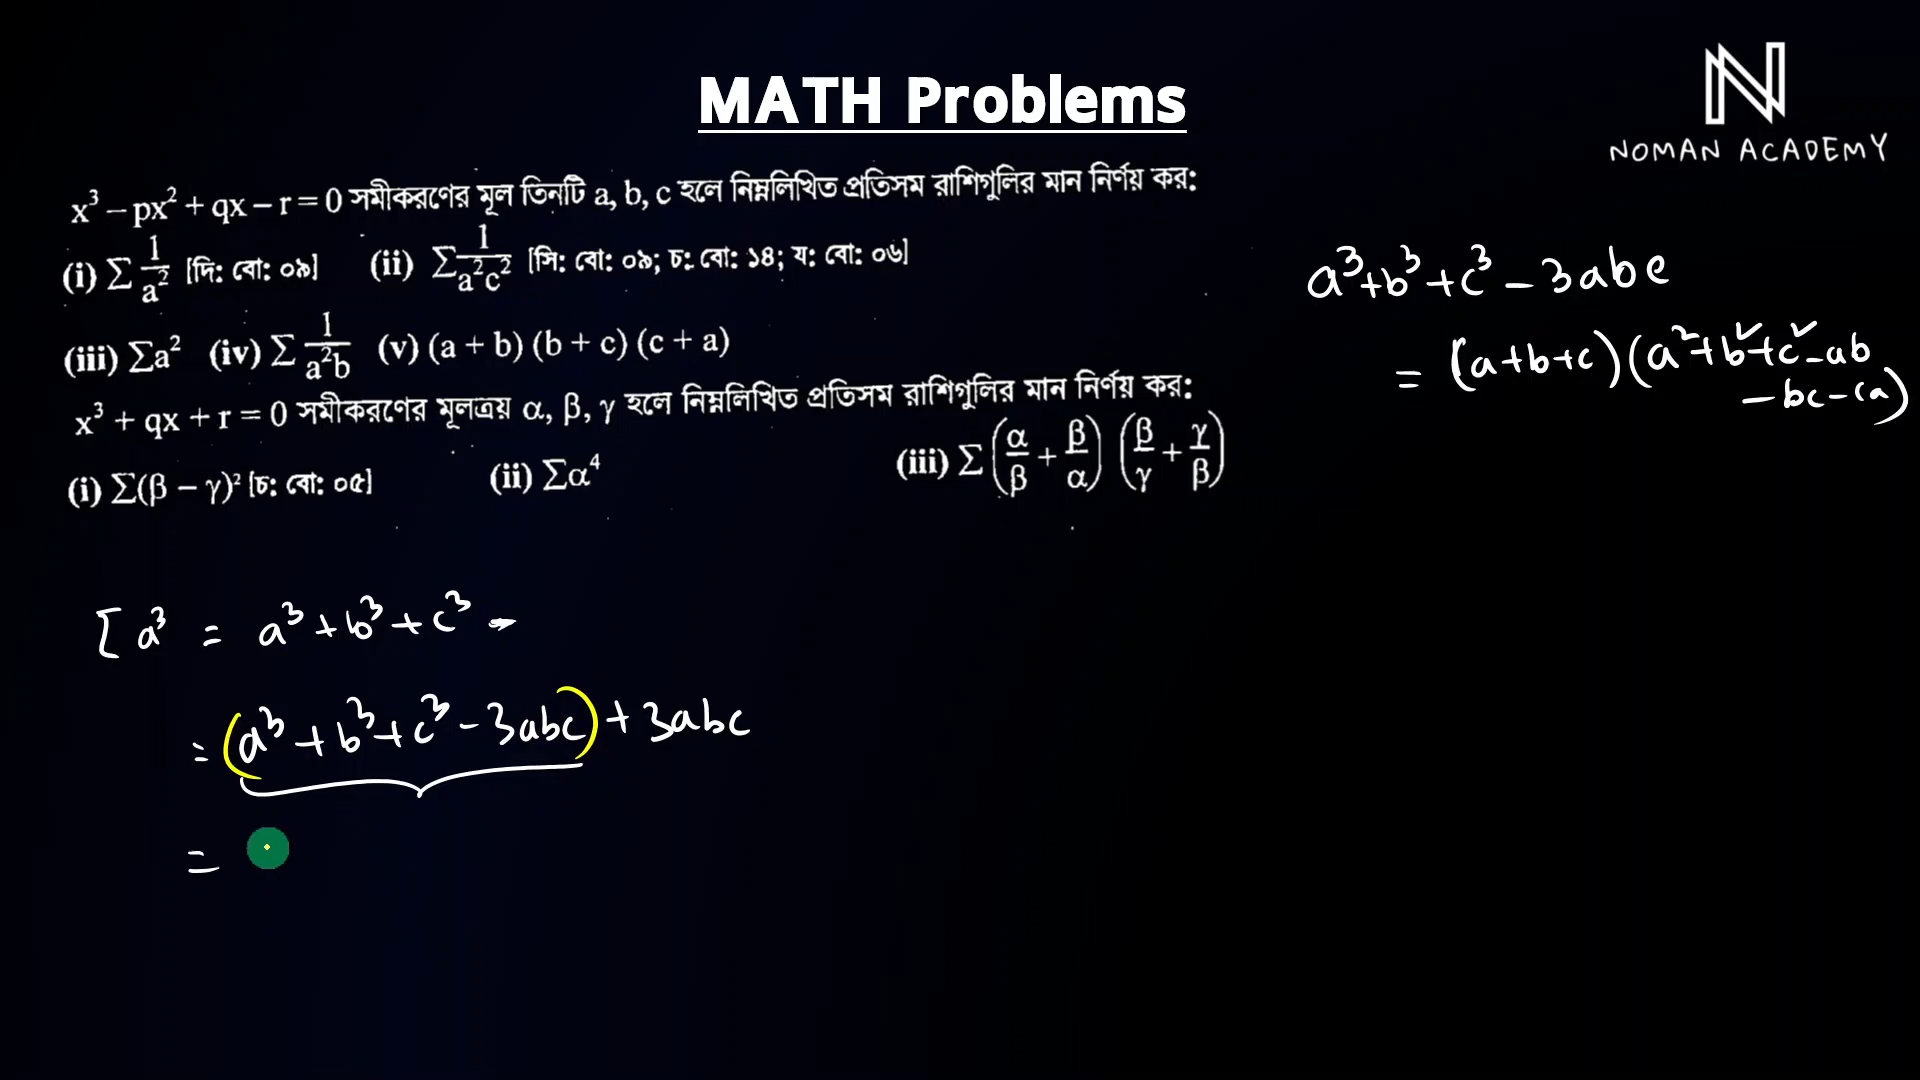 MATH Problems
NOMAN ACADEMY
x³ – px² + qx – r = 0 সমীকরণের মূল তিনটি a, b, c হলে নিম্নলিখিত প্রতিসম রাশিগুলির মান নির্ণয় কর:
(i) Σ 1/a² [দি: বো: ০৯] (ii) Σ 1/a²c² [সি: বো: ০৯; চ: বো: ১৪; য: বো: ০৬]
(iii) Σa² (iv) Σ 1/a²b (v) (a + b) (b + c) (c + a)
x³ + qx + r = 0 সমীকরণের মূলত্রয় α, β, γ হলে নিম্নলিখিত প্রতিসম রাশিগুলির মান নির্ণয় কর:
(i) Σ(β – γ)² [চ: বো: ০৫] (ii) Σα⁴ (iii) Σ (α/β + β/α) (β/γ + γ/β)
a³+b³+c³ – 3abc
= (a+b+c)(a²+b²+c²–ab
–bc–ca)
Σa³ = a³+b³+c³ –
= (a³+b³+c³–3abc)+3abc
=